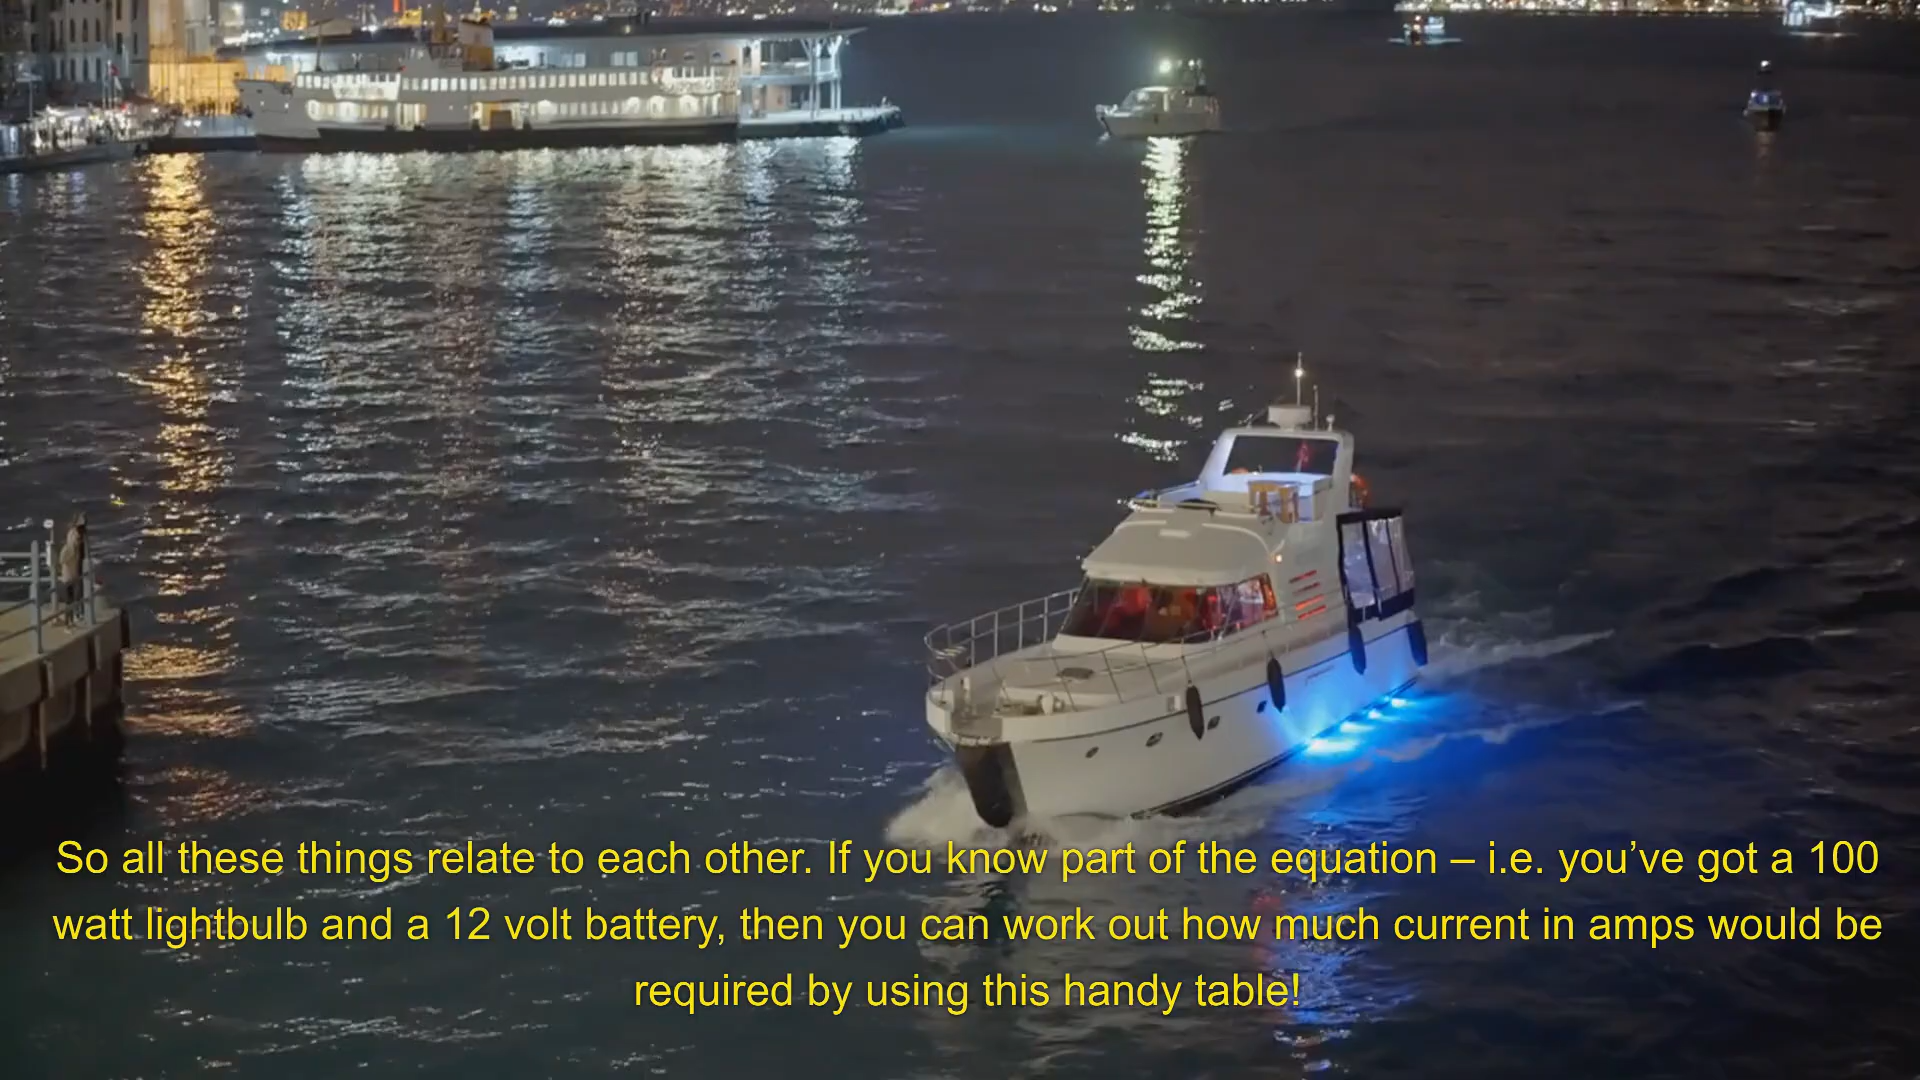 So all these things relate to each other. If you know part of the equation – i.e. you’ve got a 100
watt lightbulb and a 12 volt battery, then you can work out how much current in amps would be
required by using this handy table!